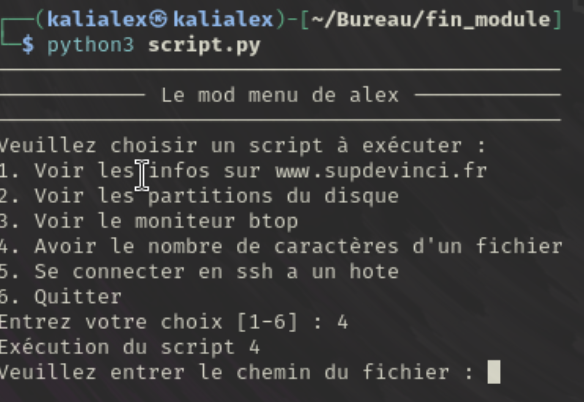 (kalialex㉿kalialex)-[~/Bureau/fin_module]
$ python3 script.py
Le mod menu de alex
Veuillez choisir un script à exécuter :
1. Voir les infos sur www.supdevinci.fr
2. Voir les partitions du disque
3. Voir le moniteur btop
4. Avoir le nombre de caractères d'un fichier
5. Se connecter en ssh a un hote
6. Quitter
Entrez votre choix [1-6] : 4
Exécution du script 4
Veuillez entrer le chemin du fichier :